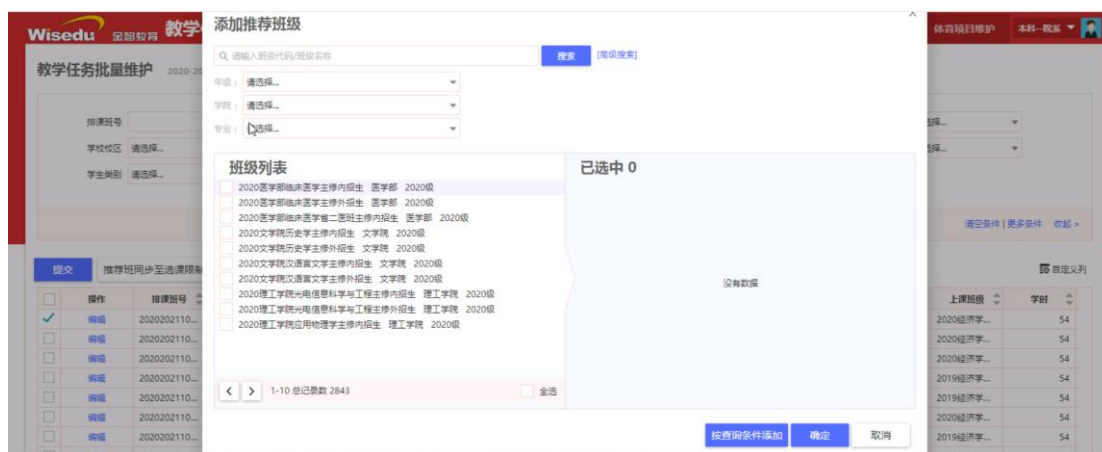 Wisedu 金智教育 教学
体育项目维护 本科--院系
教学任务批量维护 2020-20
排课班号
学校校区 请选择...
学生类别 请选择...
添加推荐班级
请输入班级代码/班级名称 搜索 [高级搜索]
年级： 请选择...
学院： 请选择...
专业： 请选择...
班级列表
2020医学部临床医学主修内招生 医学部 2020级
2020医学部临床医学主修外招生 医学部 2020级
2020医学部临床医学省二医班主修内招生 医学部 2020级
2020文学院历史学主修内招生 文学院 2020级
2020文学院历史学主修外招生 文学院 2020级
2020文学院汉语言文学主修内招生 文学院 2020级
2020文学院汉语言文学主修外招生 文学院 2020级
2020理工学院光电信息科学与工程主修内招生 理工学院 2020级
2020理工学院光电信息科学与工程主修外招生 理工学院 2020级
2020理工学院应用物理学主修内招生 理工学院 2020级
1-10 总记录数 2843 全选
已选中 0
没有数据
按查询条件添加 确定 取消
选择...
选择...
清空条件 | 更多条件 收起 >
提交 推荐班同步至选课限制
自定义列
操作 排课班号 上课班级 学时
编辑 2020202110... 2020经济学... 54
编辑 2020202110... 2020经济学... 54
编辑 2020202110... 2020经济学... 54
编辑 2020202110... 2019经济学... 54
编辑 2020202110... 2019经济学... 54
编辑 2020202110... 2020经济学... 54
编辑 2020202110... 2019经济学... 54